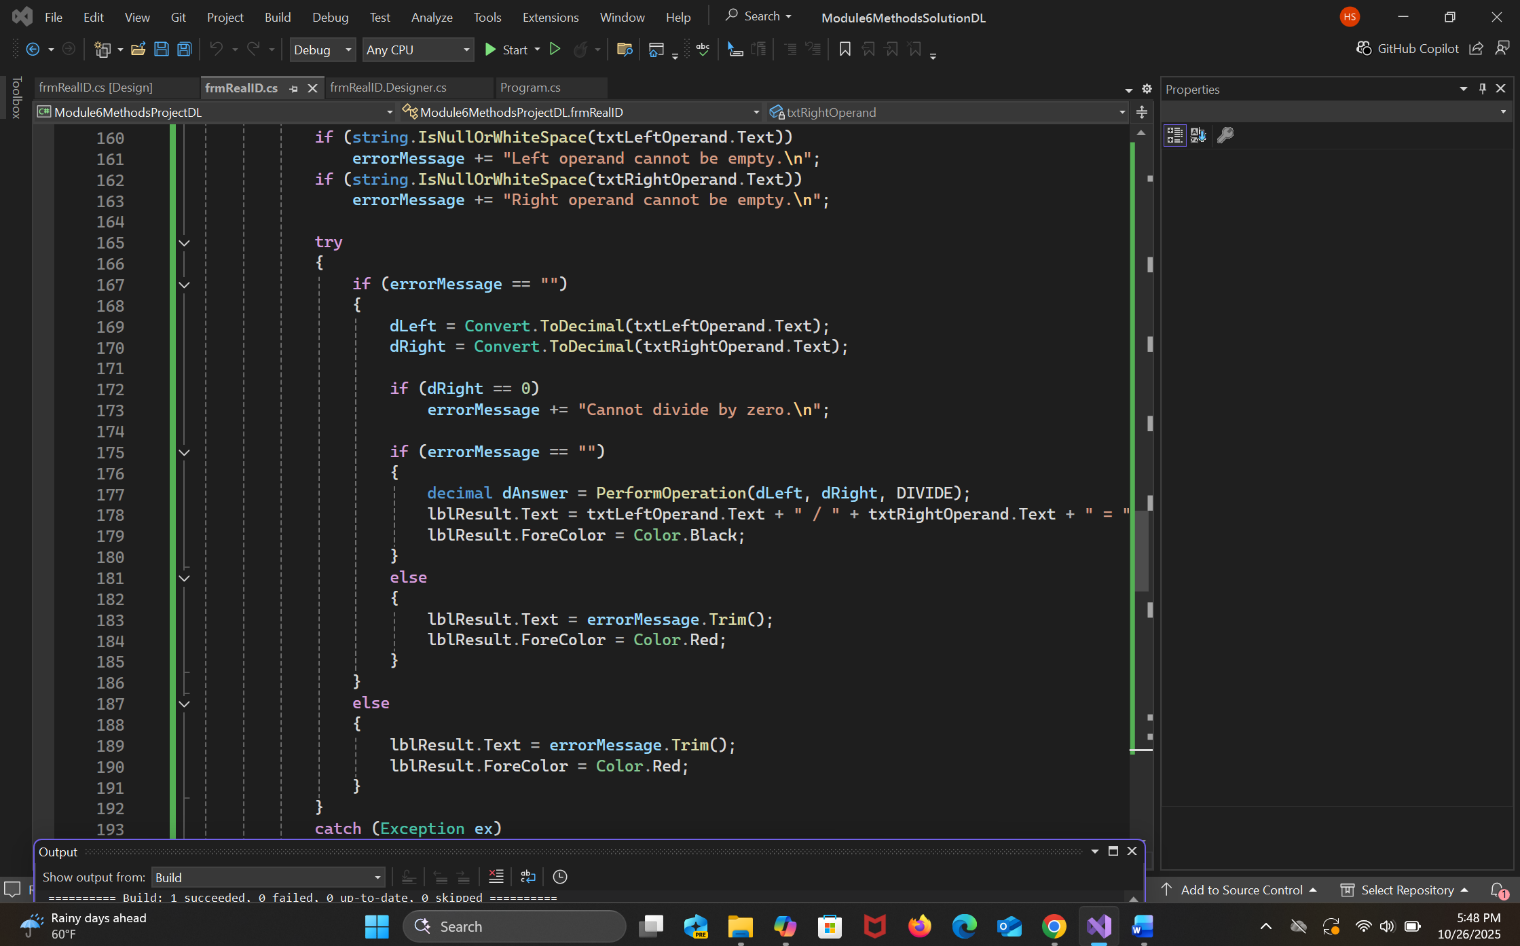 File Edit View Git Project Build Debug Test Analyze Tools Extensions Window Help Search Module6MethodsSolutionDL HS
Debug Any CPU Start GitHub Copilot
Toolbox
frmRealID.cs [Design] frmRealID.cs frmRealID.Designer.cs Program.cs
Properties
Module6MethodsProjectDL Module6MethodsProjectDL.frmRealID txtRightOperand
160 if (string.IsNullOrWhiteSpace(txtLeftOperand.Text))
161 errorMessage += "Left operand cannot be empty.\n";
162 if (string.IsNullOrWhiteSpace(txtRightOperand.Text))
163 errorMessage += "Right operand cannot be empty.\n";
164
165 try
166 {
167 if (errorMessage == "")
168 {
169 dLeft = Convert.ToDecimal(txtLeftOperand.Text);
170 dRight = Convert.ToDecimal(txtRightOperand.Text);
171
172 if (dRight == 0)
173 errorMessage += "Cannot divide by zero.\n";
174
175 if (errorMessage == "")
176 {
177 decimal dAnswer = PerformOperation(dLeft, dRight, DIVIDE);
178 lblResult.Text = txtLeftOperand.Text + " / " + txtRightOperand.Text + " = "
179 lblResult.ForeColor = Color.Black;
180 }
181 else
182 {
183 lblResult.Text = errorMessage.Trim();
184 lblResult.ForeColor = Color.Red;
185 }
186 }
187 else
188 {
189 lblResult.Text = errorMessage.Trim();
190 lblResult.ForeColor = Color.Red;
191 }
192 }
193 catch (Exception ex)
Output
Show output from: Build
========== Build: 1 succeeded, 0 failed, 0 up-to-date, 0 skipped ==========
Add to Source Control Select Repository 1
Rainy days ahead
60°F
Search
PRE
5:48 PM
10/26/2025